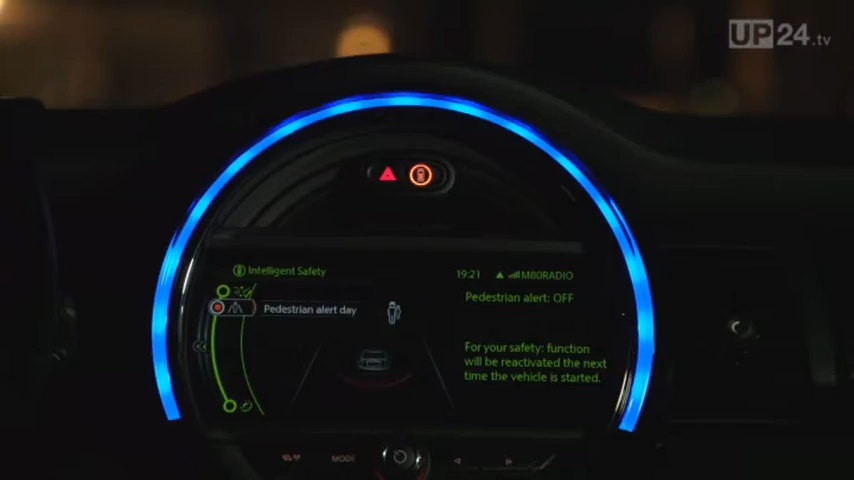 UP24.tv
Intelligent Safety
19:21
M80RADIO
Pedestrian alert: OFF
Pedestrian alert day
For your safety: function
will be reactivated the next
time the vehicle is started.
MODE